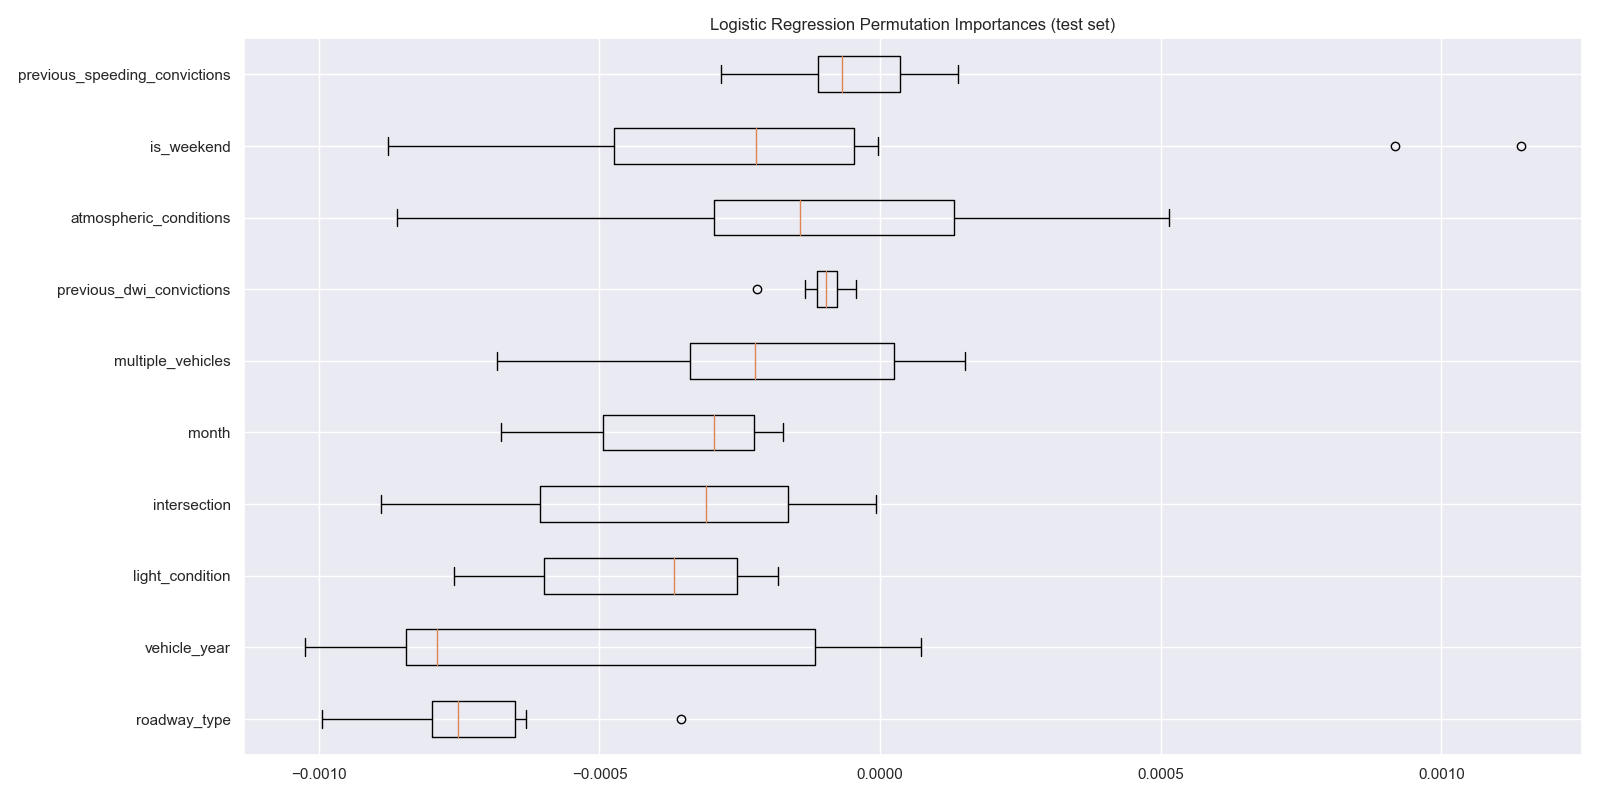 Logistic Regression Permutation Importances (test set)
previous_speeding_convictions
is_weekend
atmospheric_conditions
previous_dwi_convictions
multiple_vehicles
month
intersection
light_condition
vehicle_year
roadway_type
−0.0010 −0.0005 0.0000 0.0005 0.0010